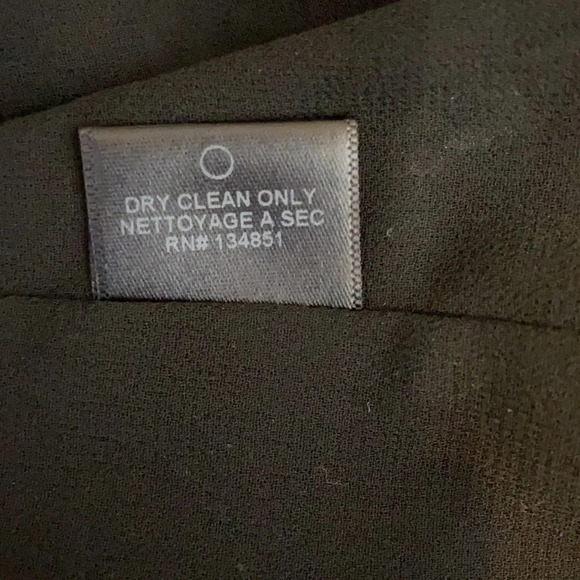 DRY CLEAN ONLY
NETTOYAGE A SEC
RN# 134851